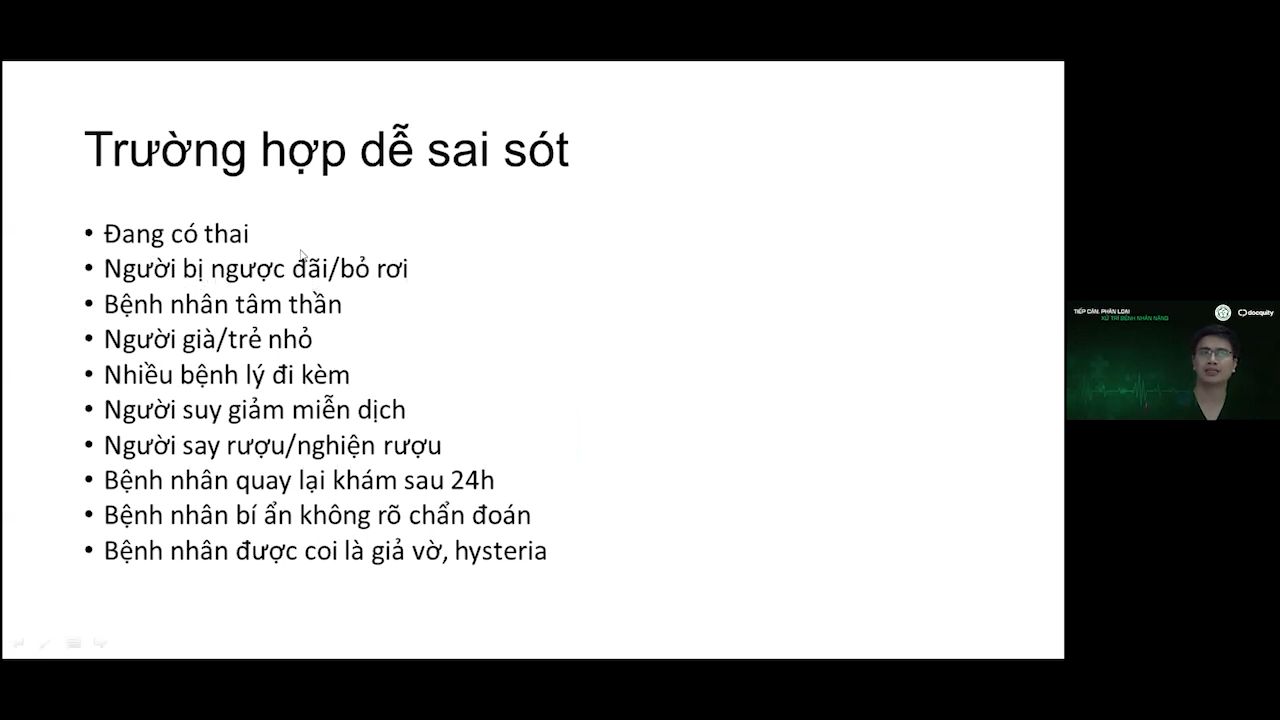 Trường hợp dễ sai sót
• Đang có thai
• Người bị ngược đãi/bỏ rơi
• Bệnh nhân tâm thần
• Người già/trẻ nhỏ
• Nhiều bệnh lý đi kèm
• Người suy giảm miễn dịch
• Người say rượu/nghiện rượu
• Bệnh nhân quay lại khám sau 24h
• Bệnh nhân bí ẩn không rõ chẩn đoán
• Bệnh nhân được coi là giả vờ, hysteria
TIẾP CẬN, PHÂN LOẠI
XỬ TRÍ BỆNH NHÂN NẶNG
docquity